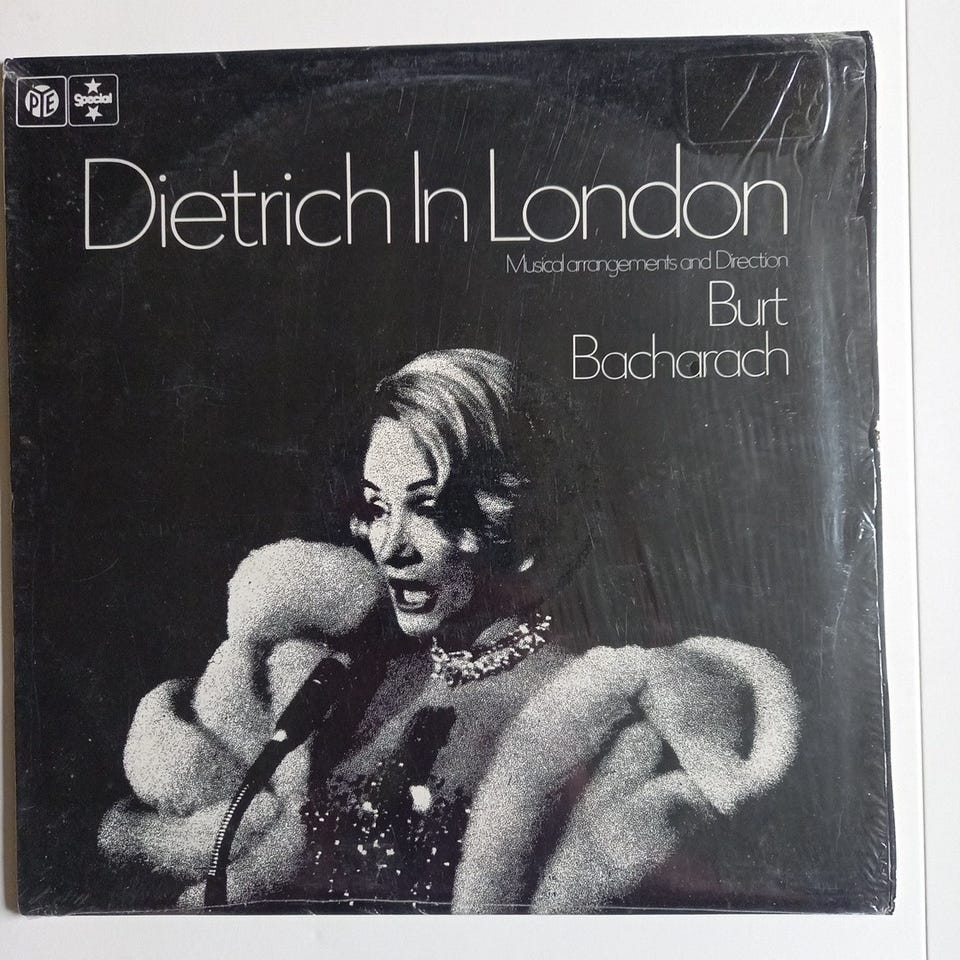 PYE
Special
Dietrich In London
Musical arrangements and Direction
Burt
Bacharach